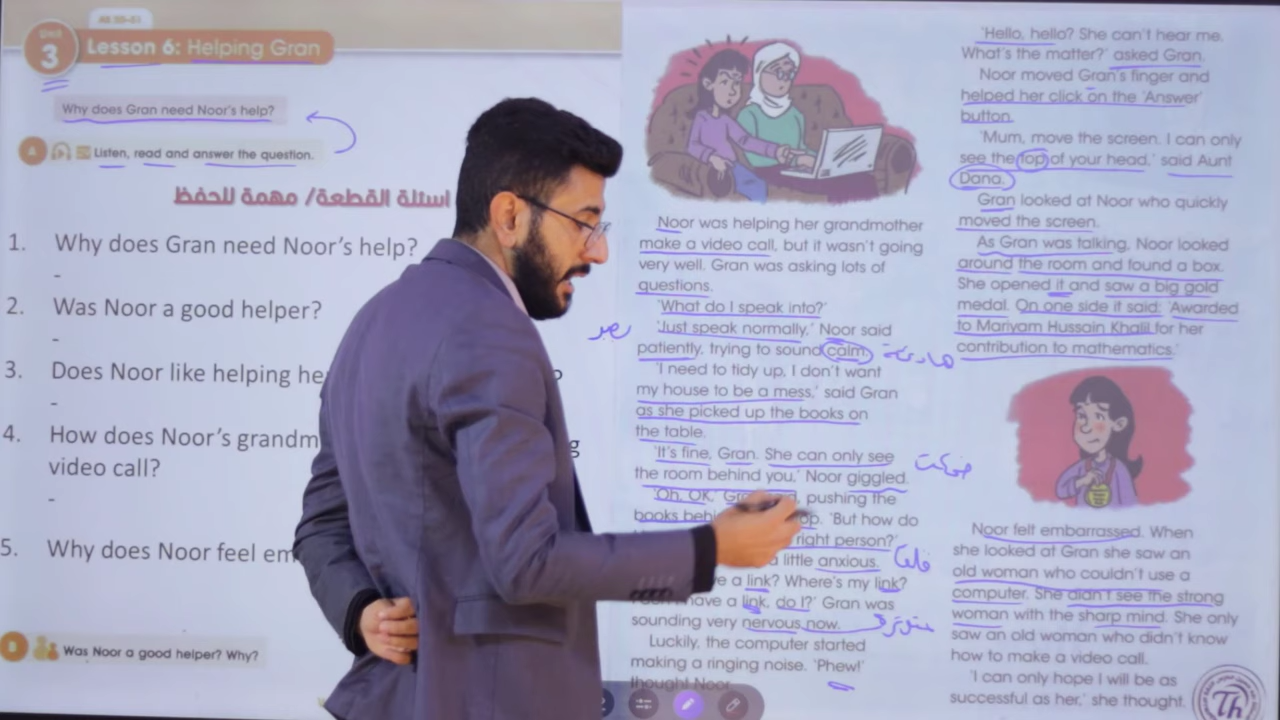 AB 50–51
Unit
3
Lesson 6: Helping Gran
Why does Gran need Noor's help?
A
Listen, read and answer the question.
اسئلة القطعة/ مهمة للحفظ
1. Why does Gran need Noor's help?
-
2. Was Noor a good helper?
-
3. Does Noor like helping he
-
4. How does Noor's grandm
video call?
-
5. Why does Noor feel em
B
Was Noor a good helper? Why?
Noor was helping her grandmother
make a video call, but it wasn't going
very well. Gran was asking lots of
questions.
'What do I speak into?'
'Just speak normally,' Noor said
patiently, trying to sound calm.
'I need to tidy up, I don't want
my house to be a mess,' said Gran
as she picked up the books on
the table.
'It's fine, Gran. She can only see
the room behind you,' Noor giggled.
'Oh, OK,' pushing the
books 'But how do
right person?'
little anxious.
a link? Where's my link?
have a link, do I?' Gran was
sounding very nervous now.
Luckily, the computer started
making a ringing noise. 'Phew!'
thought Noor.
'Hello, hello? She can't hear me.
What's the matter?' asked Gran.
Noor moved Gran's finger and
helped her click on the 'Answer'
button.
'Mum, move the screen. I can only
see the top of your head,' said Aunt
Dana.
Gran looked at Noor who quickly
moved the screen.
As Gran was talking, Noor looked
around the room and found a box.
She opened it and saw a big gold
medal. On one side it said: 'Awarded
to Mariyam Hussain Khalil for her
contribution to mathematics.'
Noor felt embarrassed. When
she looked at Gran she saw an
old woman who couldn't use a
computer. She didn't see the strong
woman with the sharp mind. She only
saw an old woman who didn't know
how to make a video call.
'I can only hope I will be as
successful as her,' she thought.
Th